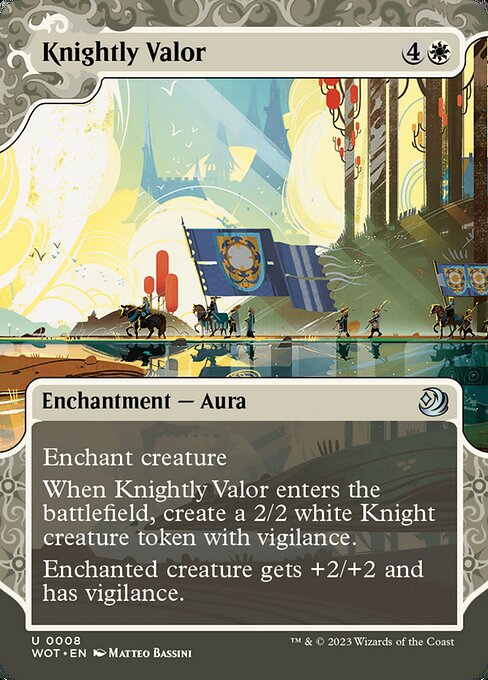 Knightly Valor 4
Enchantment — Aura
Enchant creature
When Knightly Valor enters the
battlefield, create a 2/2 white Knight
creature token with vigilance.
Enchanted creature gets +2/+2 and
has vigilance.
U 0008
WOT • EN Matteo Bassini
™ & © 2023 Wizards of the Coast